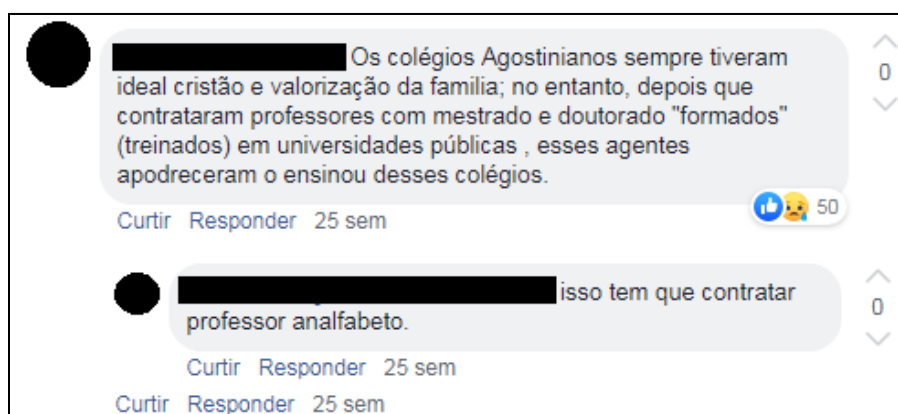 Os colégios Agostinianos sempre tiveram
0
ideal cristão e valorização da familia; no entanto, depois que
contrataram professores com mestrado e doutorado "formados"
(treinados) em universidades públicas , esses agentes
apodreceram o ensinou desses colégios.
50
Curtir Responder 25 sem
isso tem que contratar
0
professor analfabeto.
Curtir Responder 25 sem
Curtir Responder 25 sem